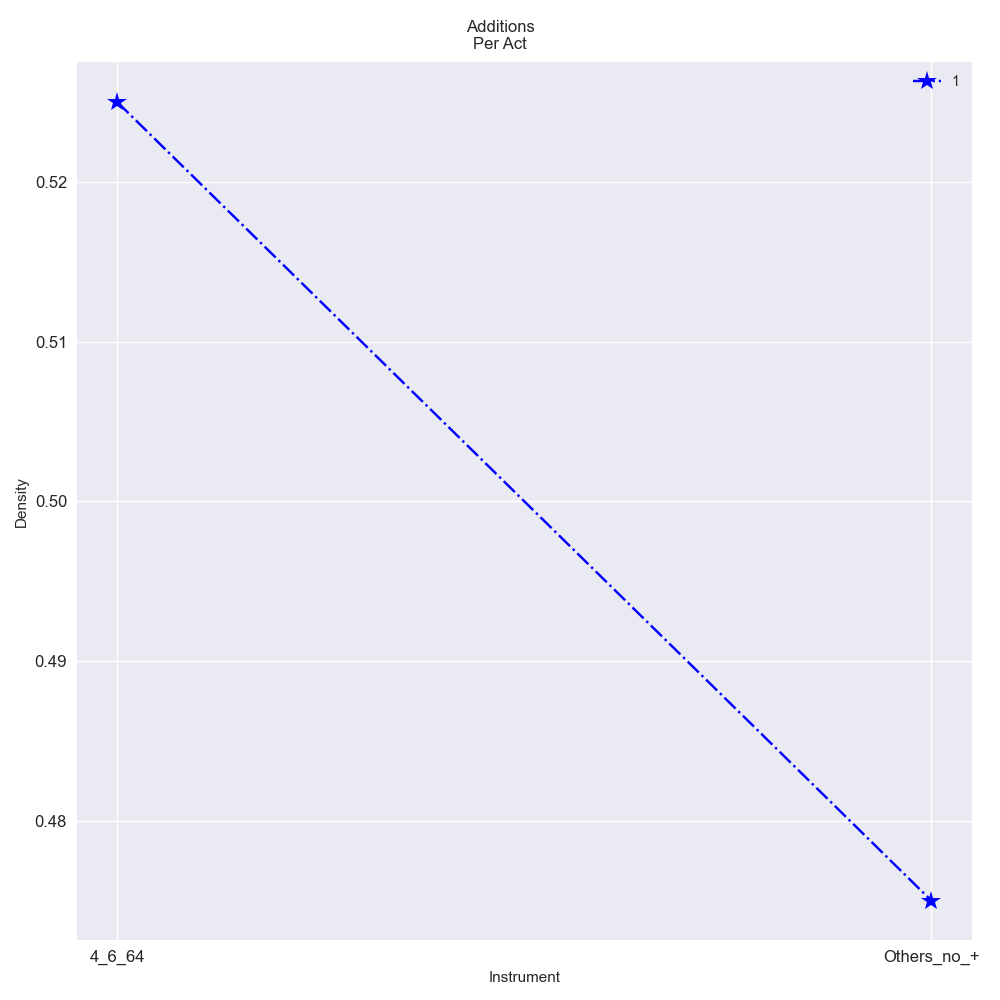 Additions
Per Act
1
0.52
0.51
0.50
0.49
0.48
Density
4_6_64
Others_no_+
Instrument